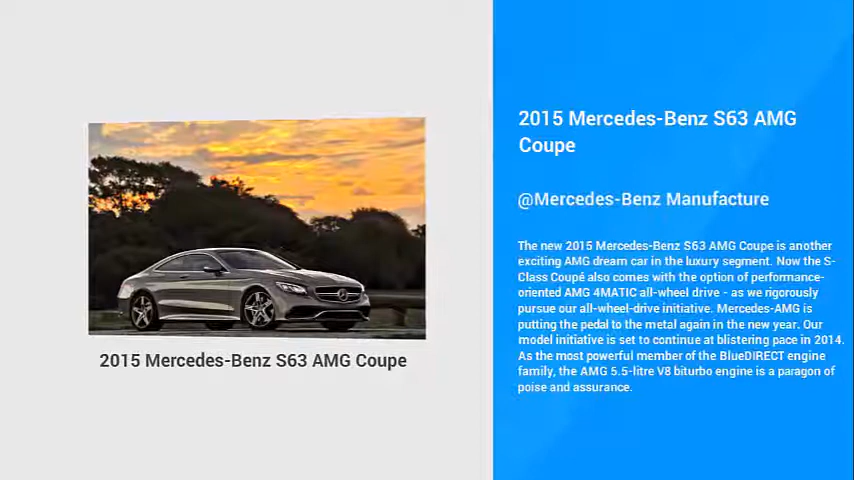 2015 Mercedes-Benz S63 AMG Coupe
2015 Mercedes-Benz S63 AMG
Coupe
@Mercedes-Benz Manufacture
The new 2015 Mercedes-Benz S63 AMG Coupe is another
exciting AMG dream car in the luxury segment. Now the S-
Class Coupé also comes with the option of performance-
oriented AMG 4MATIC all-wheel drive - as we rigorously
pursue our all-wheel-drive initiative. Mercedes-AMG is
putting the pedal to the metal again in the new year. Our
model initiative is set to continue at blistering pace in 2014.
As the most powerful member of the BlueDIRECT engine
family, the AMG 5.5-litre V8 biturbo engine is a paragon of
poise and assurance.